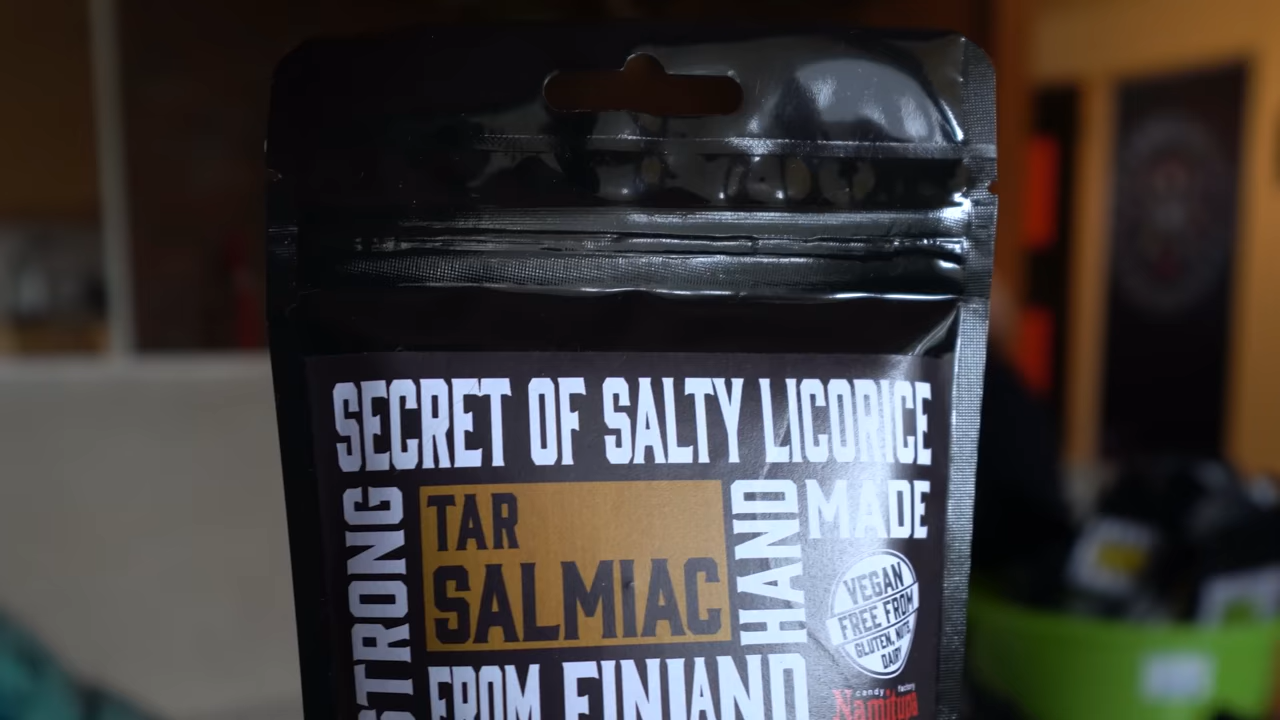 SECRET OF SALTY LICORICE
STRONG
TAR
SALMIAC
HAND
MADE
VEGAN
FREE FROM
GLUTEN, NUTS
DAIRY
FROM FINLAND
candy factory
Namitupa